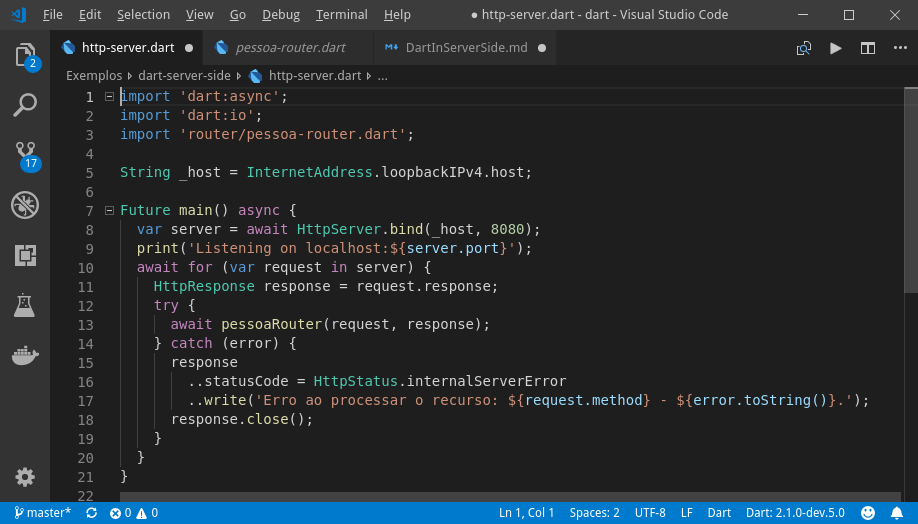 File Edit Selection View Go Debug Terminal Help ● http-server.dart - dart - Visual Studio Code
http-server.dart ● pessoa-router.dart DartInServerSide.md ●
Exemplos ▸ dart-server-side ▸ http-server.dart ▸ ...
2
17
1 import 'dart:async';
2 import 'dart:io';
3 import 'router/pessoa-router.dart';
4
5 String _host = InternetAddress.loopbackIPv4.host;
6
7 Future main() async {
8 var server = await HttpServer.bind(_host, 8080);
9 print('Listening on localhost:${server.port}');
10 await for (var request in server) {
11 HttpResponse response = request.response;
12 try {
13 await pessoaRouter(request, response);
14 } catch (error) {
15 response
16 ..statusCode = HttpStatus.internalServerError
17 ..write('Erro ao processar o recurso: ${request.method} - ${error.toString()}.');
18 response.close();
19 }
20 }
21 }
22
master* 0 0 Ln 1, Col 1 Spaces: 2 UTF-8 LF Dart Dart: 2.1.0-dev.5.0